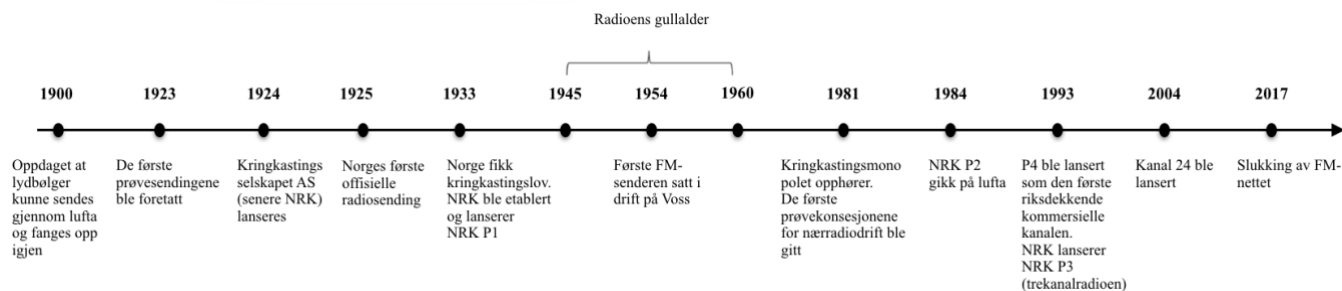 Radioens gullalder
1900
1923
1924
1925
1933
1945
1954
1960
1981
1984
1993
2004
2017
Oppdaget at
lydbølger
kunne sendes
gjennom lufta
og fanges opp
igjen
De første
prøvesendingene
ble foretatt
Kringkastings
selskapet AS
(senere NRK)
lanseres
Norges første
offisielle
radiosending
Norge fikk
kringkastingslov.
NRK ble etablert
og lanserer
NRK P1
Første FM-
senderen satt i
drift på Voss
Kringkastingsmono
polet opphører.
De første
prøvekonsesjonene
for nærradiodrift ble
gitt
NRK P2
gikk på lufta
P4 ble lansert
som den første
riksdekkende
kommersielle
kanalen.
NRK lanserer
NRK P3
(trekanalradioen)
Kanal 24 ble
lansert
Slukking av FM-
nettet